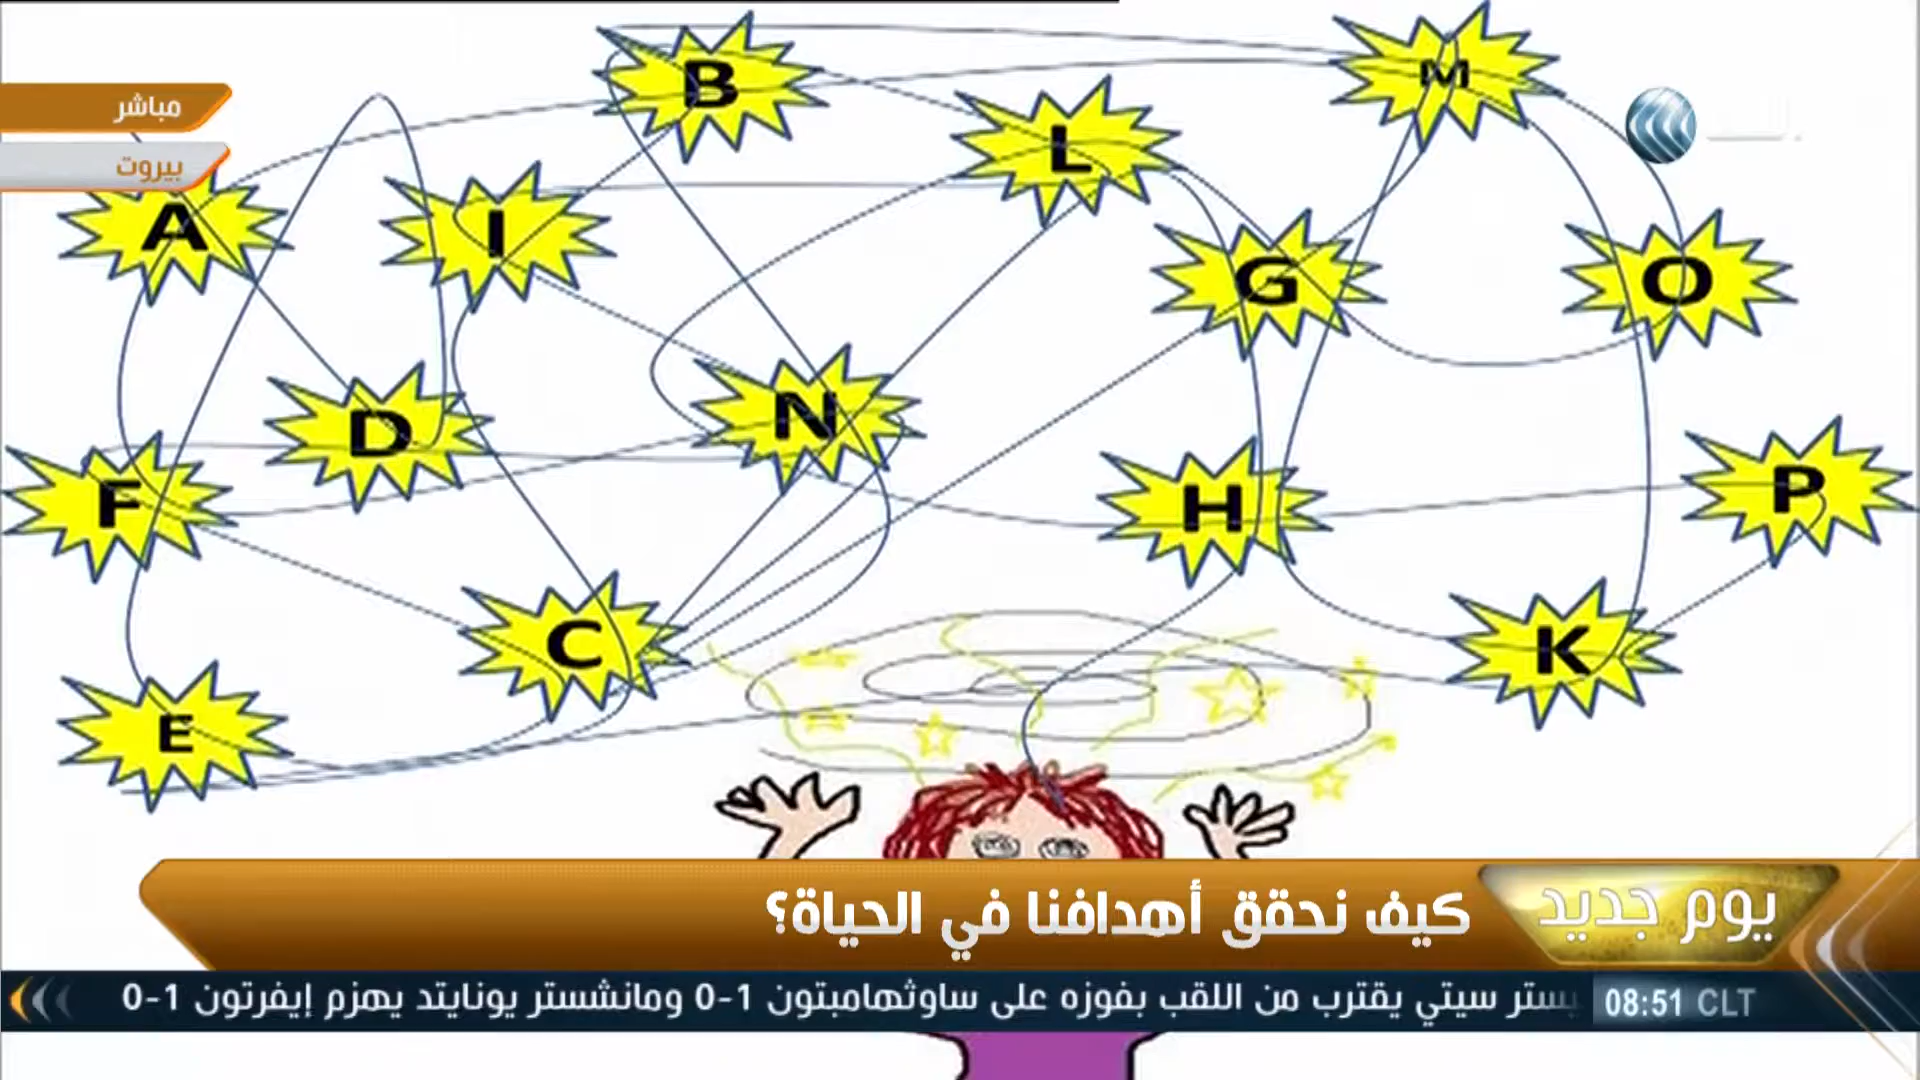 B
M
مباشر
L
بيروت
A
I
G
O
D
N
F
H
P
C
K
E
يوم جديد
كيف نحقق أهدافنا في الحياة؟
يستر سيتي يقترب من اللقب بفوزه على ساوثهامبتون 1-0 ومانشستر يونايتد يهزم إيفرتون 1-0
08:51 CLT